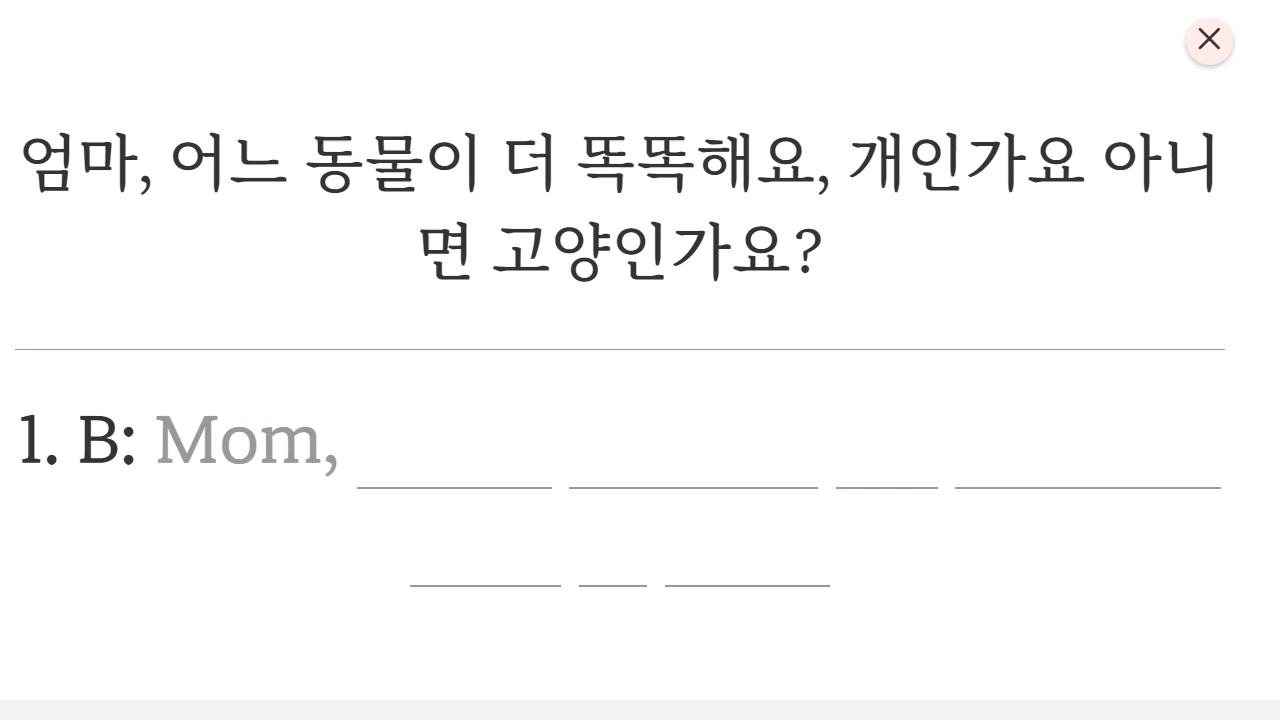 엄마, 어느 동물이 더 똑똑해요, 개인가요 아니
면 고양인가요?
1. B: Mom,